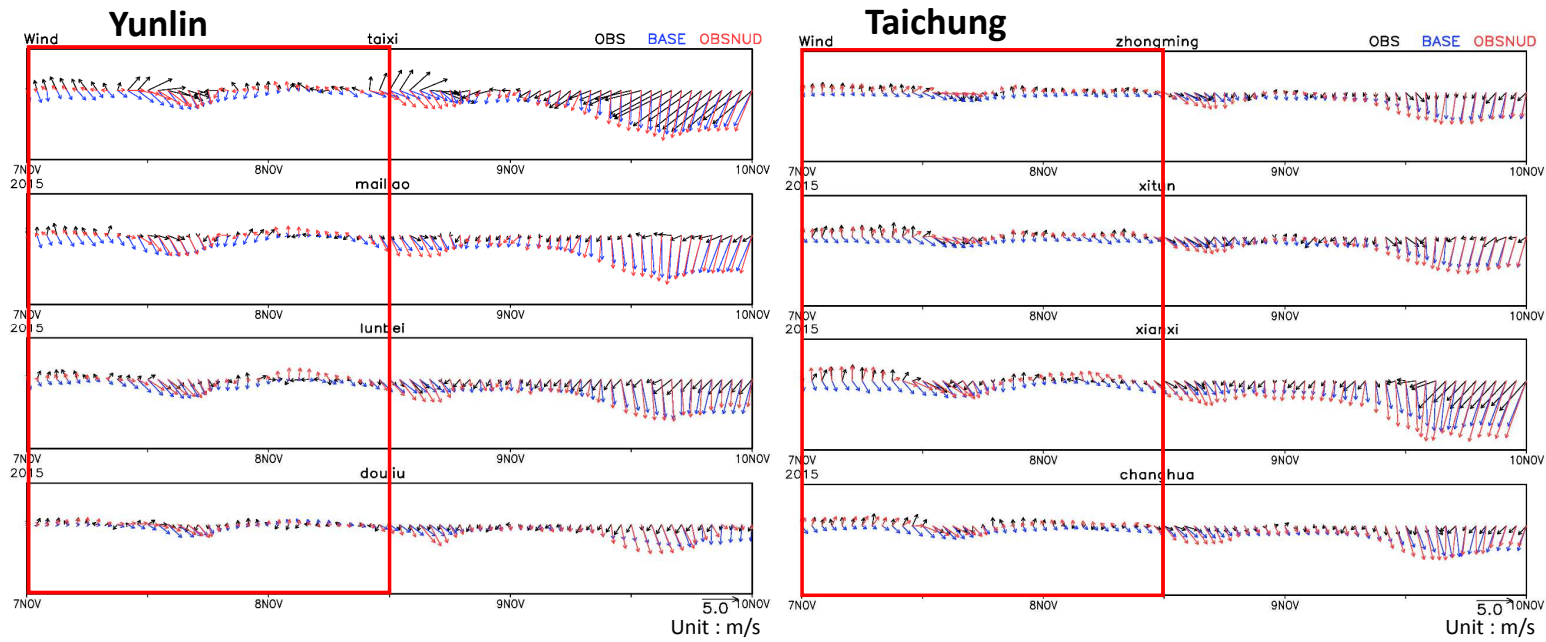 Yunlin
Wind taixi OBS BASE OBSNUD
7NOV 8NOV 9NOV 10NOV
2015
mailiao
7NOV 8NOV 9NOV 10NOV
2015
lunbei
7NOV 8NOV 9NOV 10NOV
2015
douliu
7NOV 8NOV 9NOV 10NOV
5.0
Unit : m/s
Taichung
Wind zhongming OBS BASE OBSNUD
7NOV 8NOV 9NOV 10NOV
2015
xitun
7NOV 8NOV 9NOV 10NOV
2015
xianxi
7NOV 8NOV 9NOV 10NOV
2015
changhua
7NOV 8NOV 9NOV 10NOV
5.0
Unit : m/s